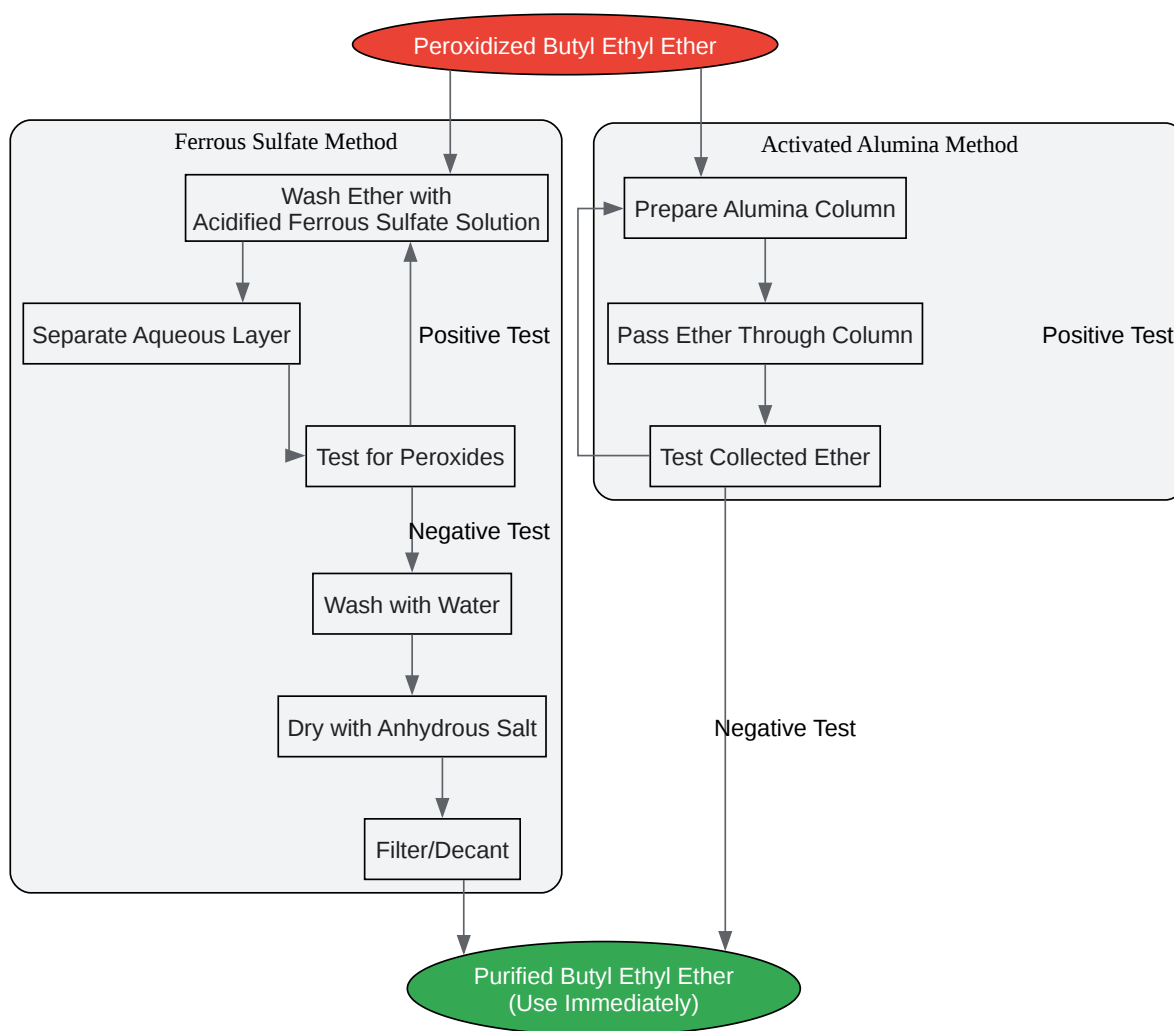 Peroxidized Butyl Ethyl Ether
Ferrous Sulfate Method
Wash Ether with
Acidified Ferrous Sulfate Solution
Separate Aqueous Layer
Positive Test
Test for Peroxides
Negative Test
Wash with Water
Dry with Anhydrous Salt
Filter/Decant
Activated Alumina Method
Prepare Alumina Column
Pass Ether Through Column
Positive Test
Test Collected Ether
Negative Test
Purified Butyl Ethyl Ether
(Use Immediately)